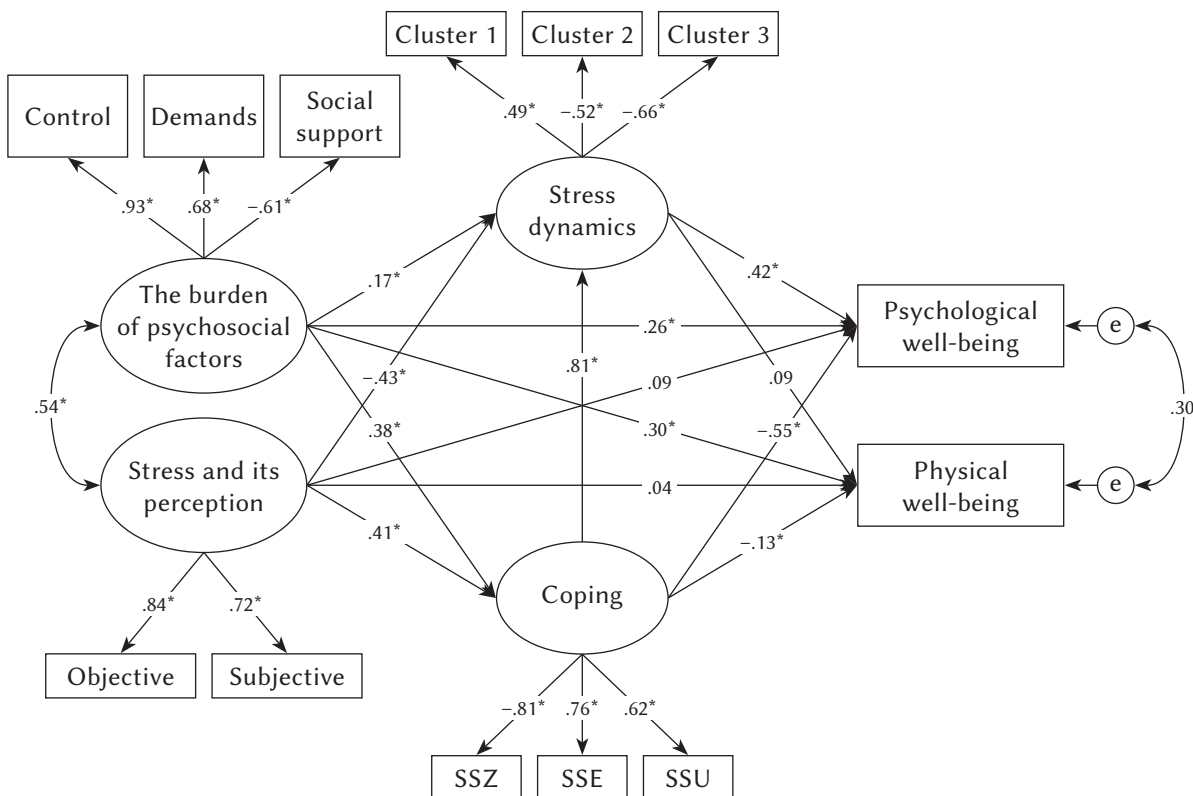 Cluster 1
Cluster 2
Cluster 3
Control
Demands
Social
support
.49*
–.52*
–.66*
.93*
.68*
–.61*
Stress
dynamics
The burden
of psychosocial
factors
.17*
.42*
.26*
Psychological
well-being
e
.54*
–.43*
.81*
.09
.09
.30
.38*
.30*
–.55*
Stress and its
perception
.04
Physical
well-being
e
.41*
–.13*
Coping
.84*
.72*
Objective
Subjective
–.81*
.76*
.62*
SSZ
SSE
SSU